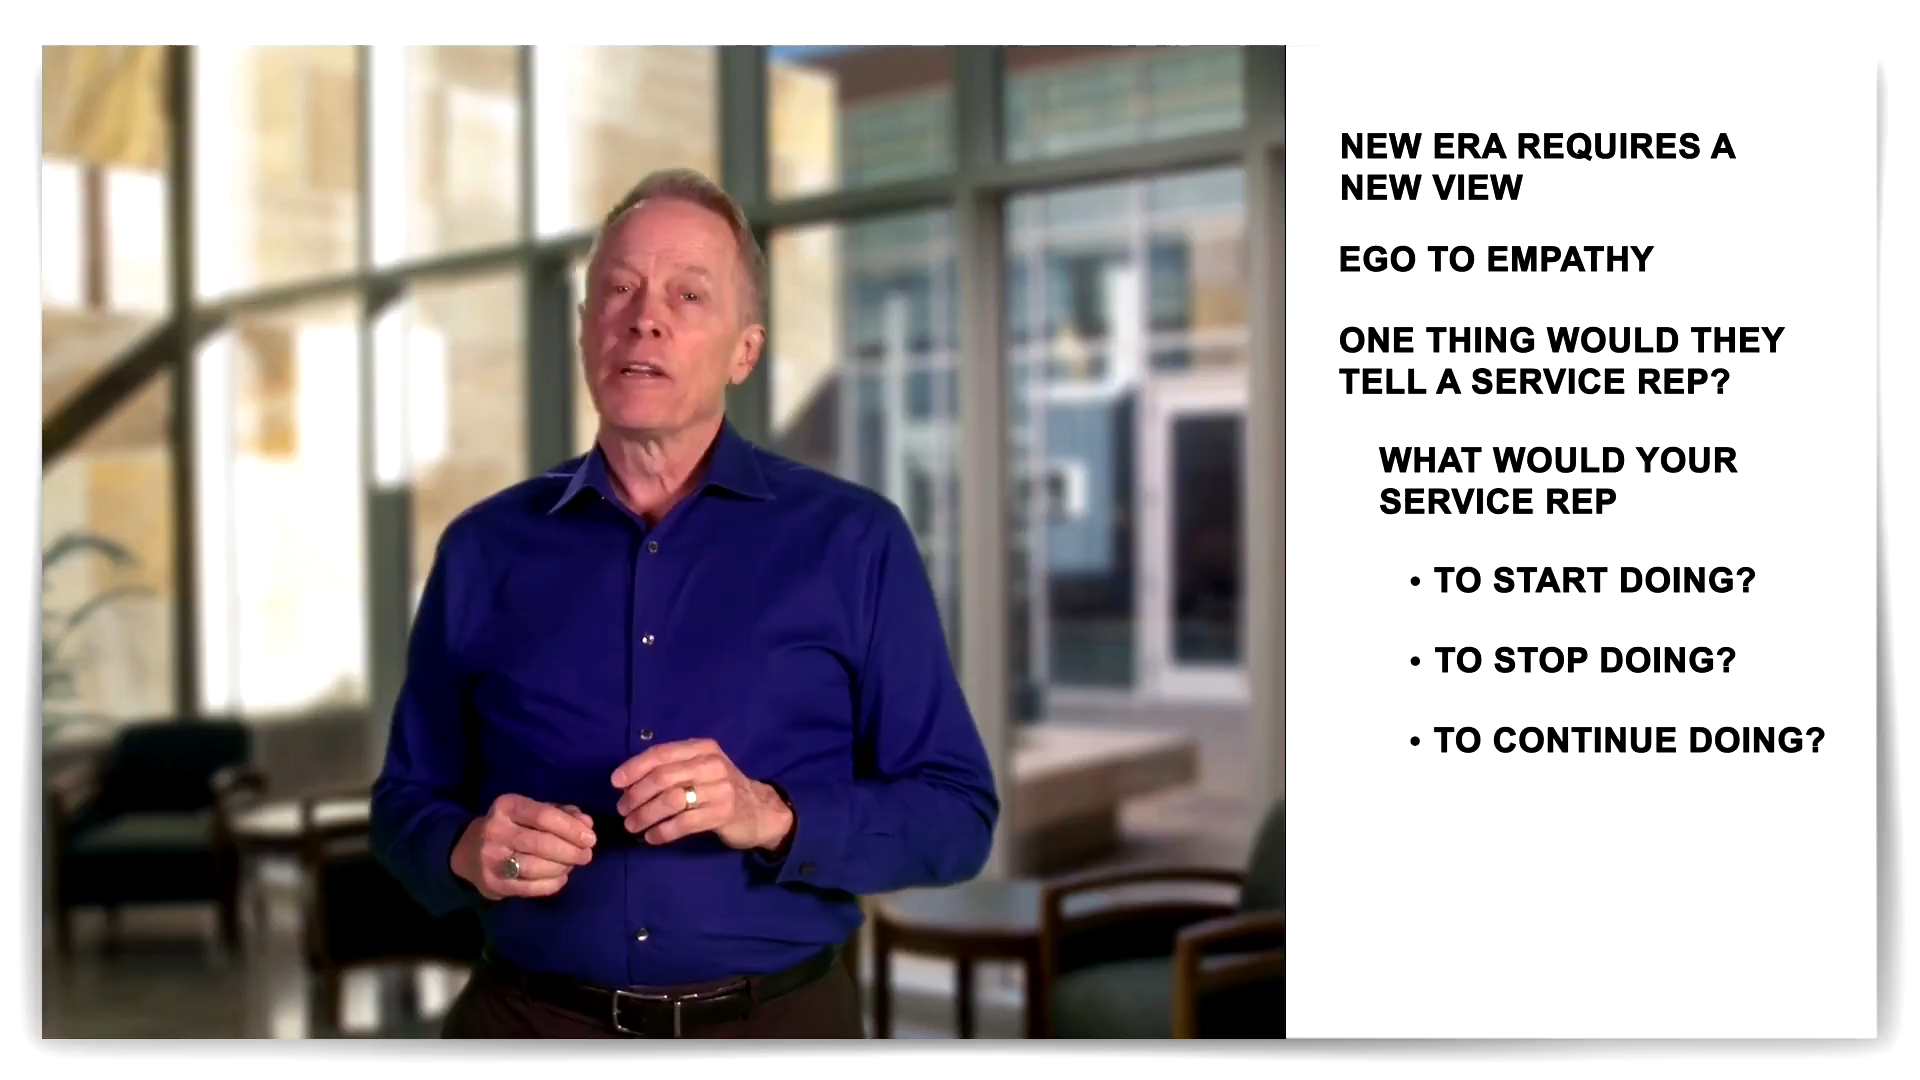 NEW ERA REQUIRES A
NEW VIEW
EGO TO EMPATHY
ONE THING WOULD THEY
TELL A SERVICE REP?
WHAT WOULD YOUR
SERVICE REP
• TO START DOING?
• TO STOP DOING?
• TO CONTINUE DOING?